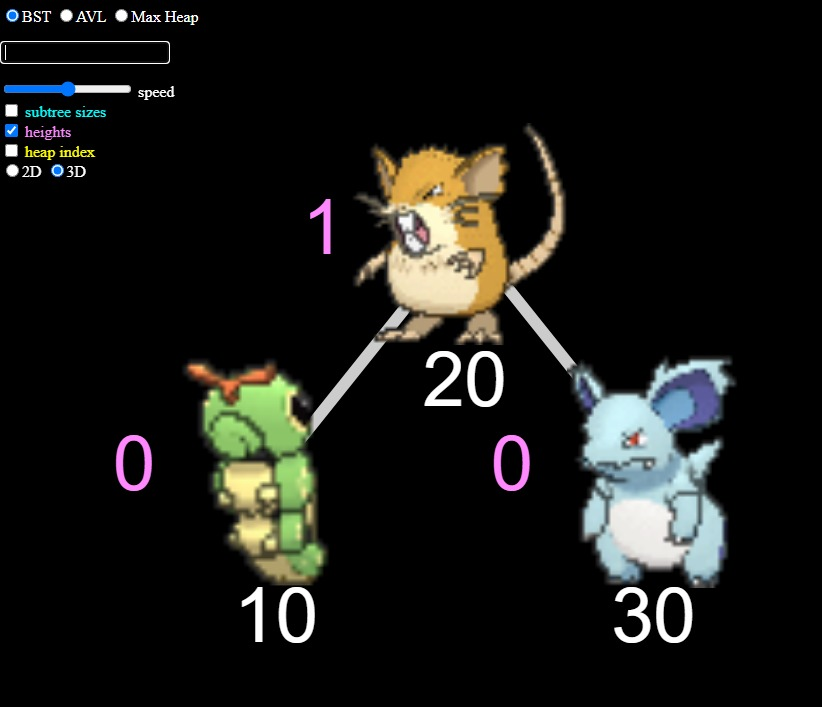 BST AVL Max Heap
speed
subtree sizes
heights
heap index
2D 3D
1
20
0 0
10 30